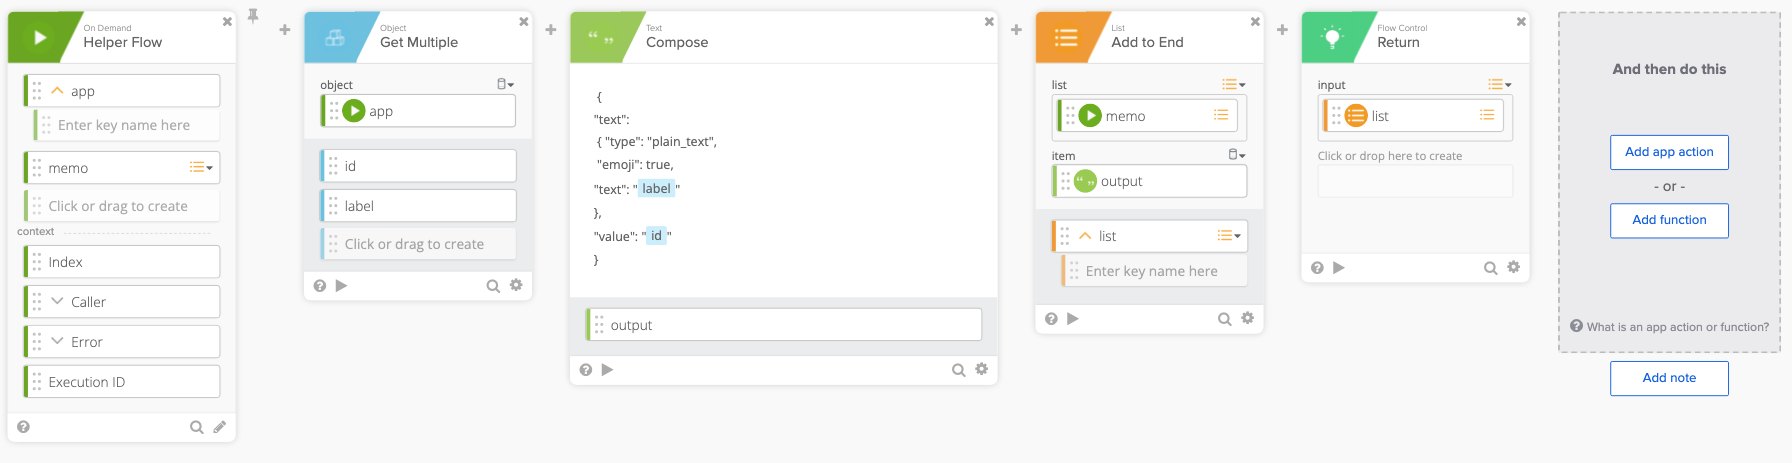 On Demand
Helper Flow
app
Enter key name here
memo
Click or drag to create
context
Index
Caller
Error
Execution ID
Object
Get Multiple
object
app
id
label
Click or drag to create
Text
Compose
{
"text":
{ "type": "plain_text",
"emoji": true,
"text": "label"
},
"value": "id"
}
output
List
Add to End
list
memo
item
output
list
Enter key name here
Flow Control
Return
input
list
Click or drop here to create
And then do this
Add app action
- or -
Add function
What is an app action or function?
Add note